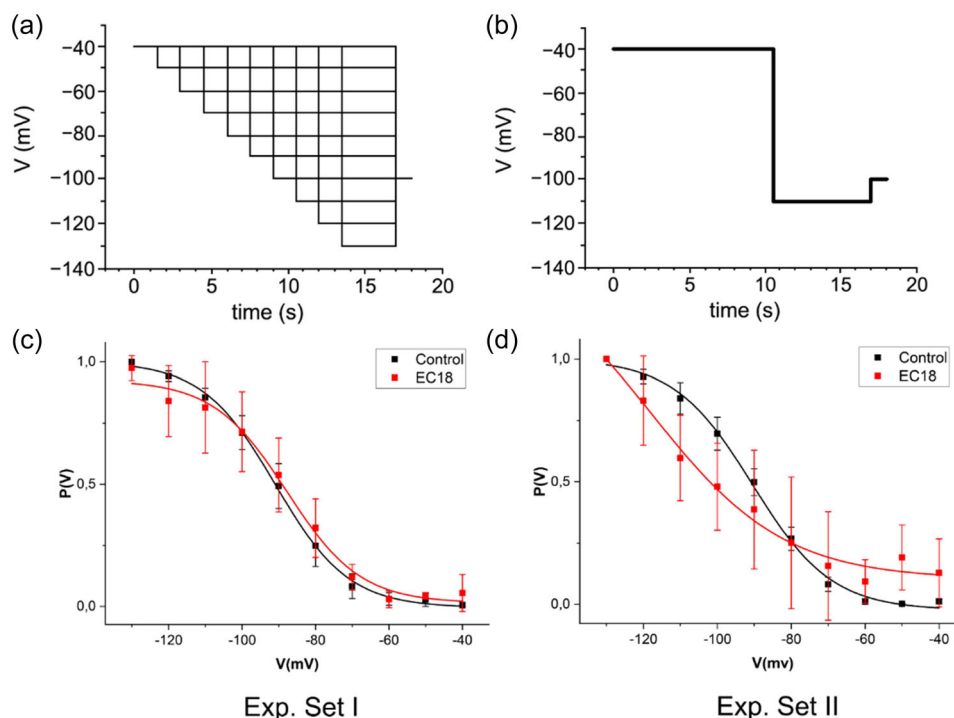 (a)
V (mV)
−40
−60
−80
−100
−120
−140
0 5 10 15 20
time (s)
(b)
V (mV)
−40
−60
−80
−100
−120
−140
0 5 10 15 20
time (s)
(c)
P(V)
1,0
0,5
0,0
Control
EC18
-120 -100 -80 -60 -40
V(mV)
Exp. Set I
(d)
P(V)
1,0
0,5
0,0
Control
EC18
-120 -100 -80 -60 -40
V(mv)
Exp. Set II